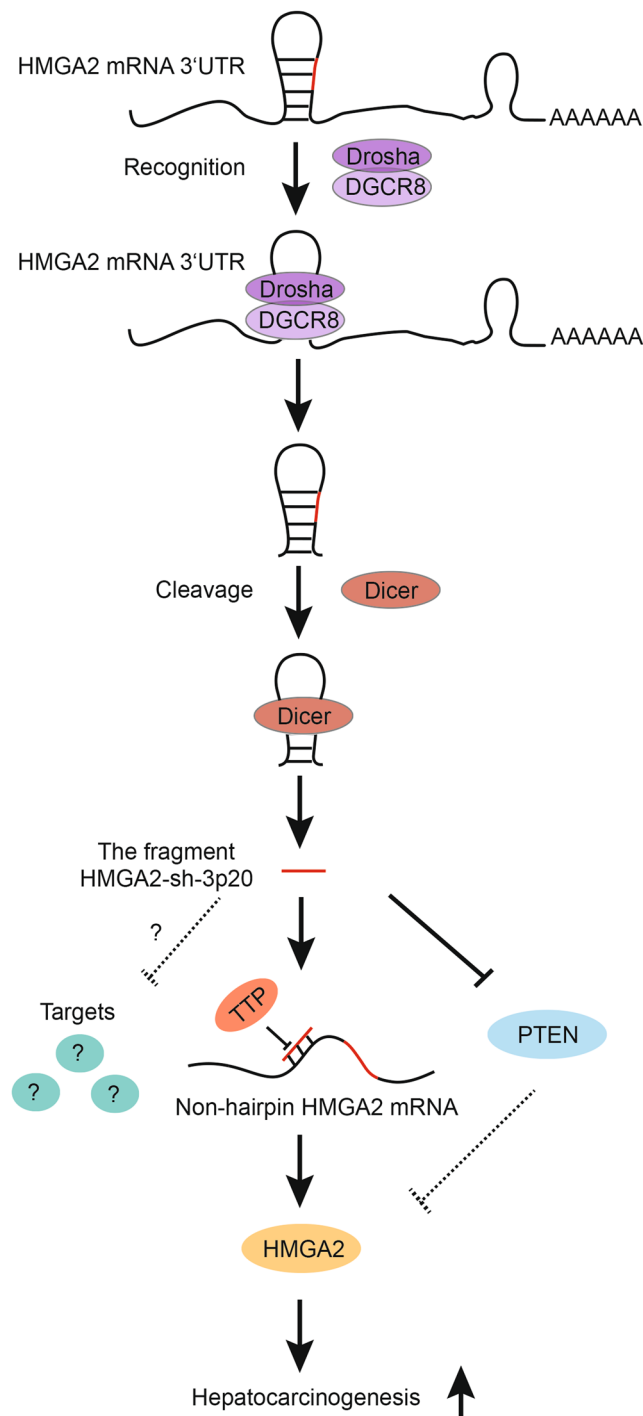 HMGA2 mRNA 3‘UTR
AAAAAA
Recognition
Drosha
DGCR8
HMGA2 mRNA 3‘UTR
Drosha
DGCR8
AAAAAA
Cleavage
Dicer
Dicer
The fragment
HMGA2-sh-3p20
?
TTP
Targets
?
?
?
PTEN
Non-hairpin HMGA2 mRNA
HMGA2
Hepatocarcinogenesis